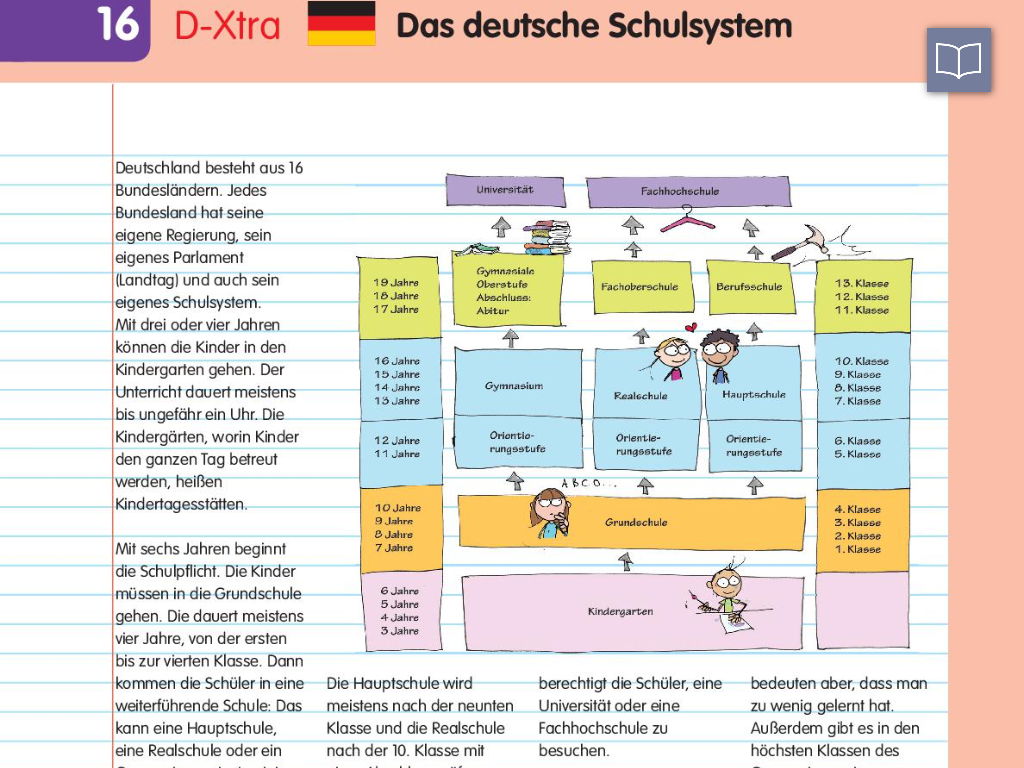 16
D-Xtra
Das deutsche Schulsystem
Deutschland besteht aus 16
Bundesländern. Jedes
Bundesland hat seine
eigene Regierung, sein
eigenes Parlament
(Landtag) und auch sein
eigenes Schulsystem.
Mit drei oder vier Jahren
können die Kinder in den
Kindergarten gehen. Der
Unterricht dauert meistens
bis ungefähr ein Uhr. Die
Kindergärten, worin Kinder
den ganzen Tag betreut
werden, heißen
Kindertagesstätten.
Mit sechs Jahren beginnt
die Schulpflicht. Die Kinder
müssen in die Grundschule
gehen. Die dauert meistens
vier Jahre, von der ersten
bis zur vierten Klasse. Dann
kommen die Schüler in eine
weiterführende Schule: Das
kann eine Hauptschule,
eine Realschule oder ein
Universität
Fachhochschule
19 Jahre
18 Jahre
17 Jahre
Gymnasiale
Oberstufe
Abschluss:
Abitur
Fachoberschule
Berufsschule
13. Klasse
12. Klasse
11. Klasse
16 Jahre
15 Jahre
14 Jahre
13 Jahre
Gymnasium
Realschule
Hauptschule
10. Klasse
9. Klasse
8. Klasse
7. Klasse
12 Jahre
11 Jahre
Orientie-
rungsstufe
Orientie-
rungsstufe
Orientie-
rungsstufe
6. Klasse
5. Klasse
A B C D...
10 Jahre
9 Jahre
8 Jahre
7 Jahre
Grundschule
4. Klasse
3. Klasse
2. Klasse
1. Klasse
6 Jahre
5 Jahre
4 Jahre
3 Jahre
Kindergarten
Die Hauptschule wird
meistens nach der neunten
Klasse und die Realschule
nach der 10. Klasse mit
berechtigt die Schüler, eine
Universität oder eine
Fachhochschule zu
besuchen.
bedeuten aber, dass man
zu wenig gelernt hat.
Außerdem gibt es in den
höchsten Klassen des